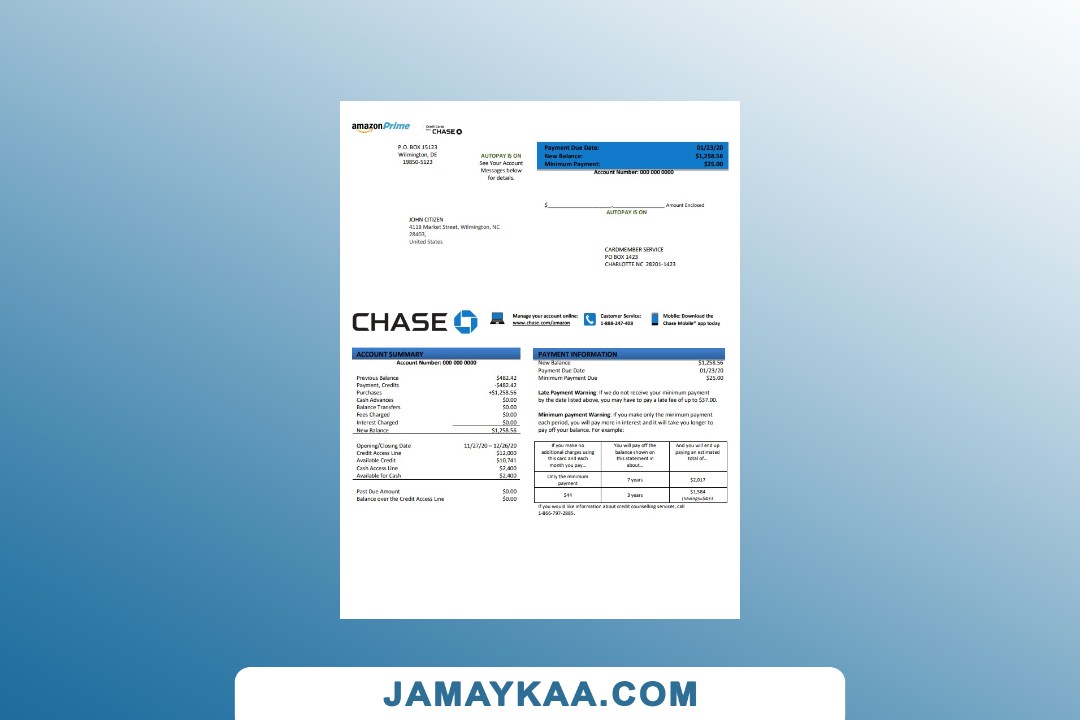 amazonPrime
Credit Cards
from CHASE
P.O. BOX 15123
Wilmington, DE
19850-5123
AUTOPAY IS ON
See Your Account
Messages below
for details.
Payment Due Date: 01/23/20
New Balance: $1,258.56
Minimum Payment: $25.00
Account Number: 000 000 0000
$ Amount Enclosed
AUTOPAY IS ON
JOHN CITIZEN
4118 Market Street, Wilmington, NC
28403,
United States
CARDMEMBER SERVICE
PO BOX 1423
CHARLOTTE NC 28201-1423
CHASE
Manage your account online:
www.chase.com/amazon
Customer Service:
1-888-247-408
Mobile: Download the
Chase Mobile® app today
ACCOUNT SUMMARY
Account Number: 000 000 0000
Previous Balance $482.42
Payment, Credits -$482.42
Purchases +$1,258.56
Cash Advances $0.00
Balance Transfers $0.00
Fees Charged $0.00
Interest Charged $0.00
New Balance $1,258.56
Opening/Closing Date 11/27/20 – 12/26/20
Credit Access Line $12,000
Available Credit $10,741
Cash Access Line $2,400
Available for Cash $2,400
Past Due Amount $0.00
Balance over the Credit Access Line $0.00
PAYMENT INFORMATION
New Balance $1,258.56
Payment Due Date 01/23/20
Minimum Payment Due $25.00
Late Payment Warning: If we do not receive your minimum payment
by the date listed above, you may have to pay a late fee of up to $37.00.
Minimum payment Warning: If you make only the minimum payment
each period, you will pay more in interest and it will take you longer to
pay off your balance. For example:
If you make no
additional charges using
this card and each
month you pay...
You will pay off the
balance shown on
this statement in
about...
And you will end up
paying an estimated
total of...
Only the minimum
payment
7 years
$2,017
$44
3 years
$1,584
If you would like information about credit counselling services, call
1-866-797-2885.
JAMAYKAA.COM